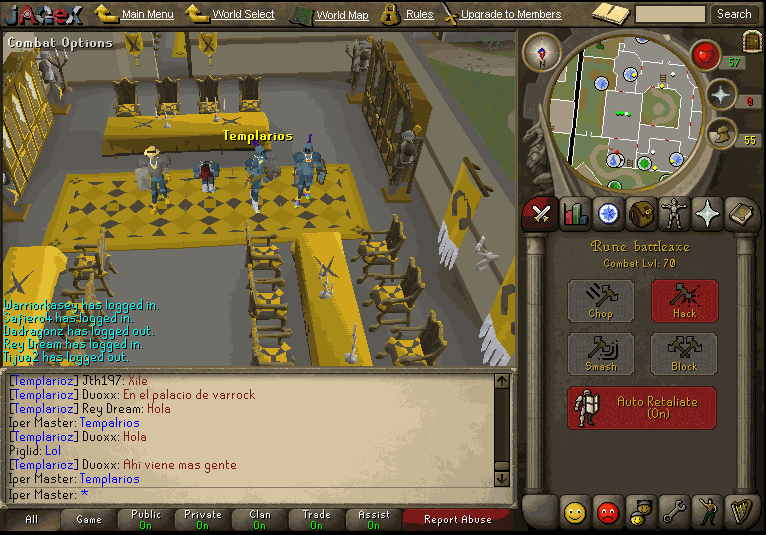 JAGEX Main Menu World Select World Map Rules Upgrade to Members Search
Combat Options
57
Templarios
0
55
Rune battleaxe
Combat Lvl: 70
Chop Hack
Smash Block
Auto Retaliate
(On)
Warriorkasey has logged in.
Safiero4 has logged in.
Dadragonz has logged out.
Rey Dream has logged in.
Tijua2 has logged out.
[Templarioz] Jth197: Xile
[Templarioz] Duoxx: En el palacio de varrock
[Templarioz] Rey Dream: Hola
Iper Master: Tempalrios
[Templarioz] Duoxx: Hola
Piglid: Lol
[Templarioz] Duoxx: Ahi viene mas gente
Iper Master: Templarios
Iper Master: *
All Game Public Private Clan Trade Assist Report Abuse
On On On On On